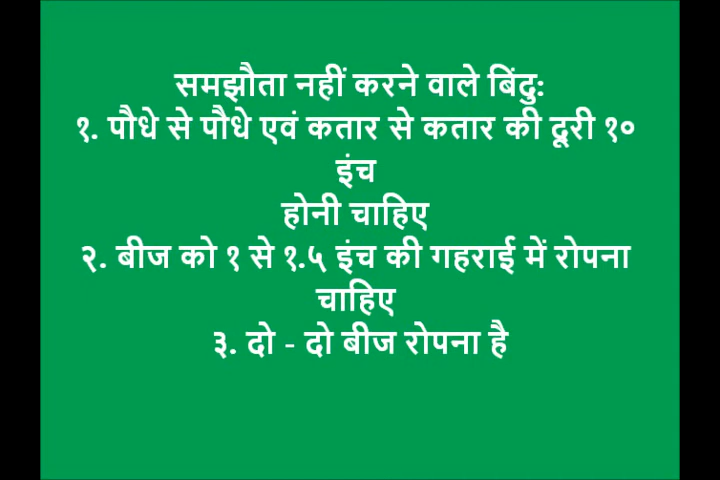 समझौता नहीं करने वाले बिंदु:
१. पौधे से पौधे एवं कतार से कतार की दूरी १०
इंच
होनी चाहिए
२. बीज को १ से १.५ इंच की गहराई में रोपना
चाहिए
३. दो - दो बीज रोपना है